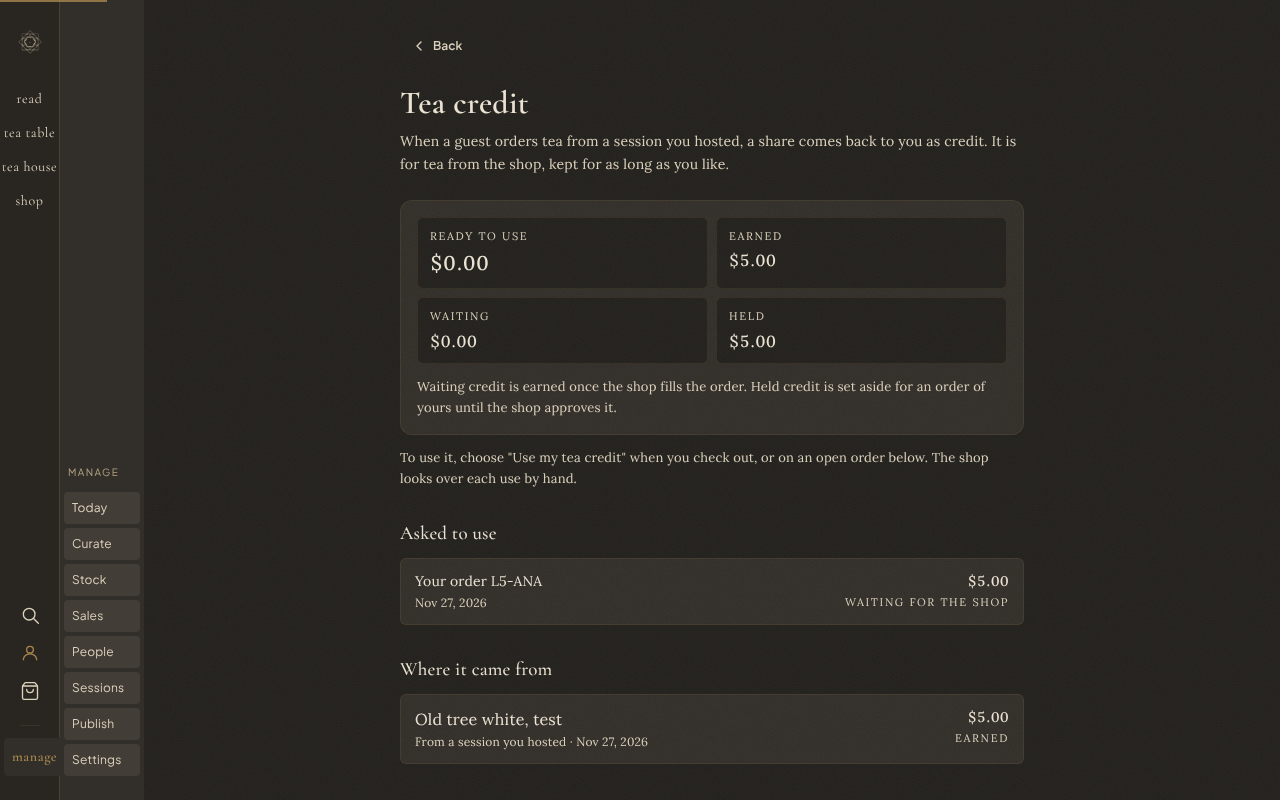 read
tea table
tea house
shop
manage
MANAGE
Today
Curate
Stock
Sales
People
Sessions
Publish
Settings
Back
Tea credit
When a guest orders tea from a session you hosted, a share comes back to you as credit. It is
for tea from the shop, kept for as long as you like.
READY TO USE
$0.00
EARNED
$5.00
WAITING
$0.00
HELD
$5.00
Waiting credit is earned once the shop fills the order. Held credit is set aside for an order of
yours until the shop approves it.
To use it, choose "Use my tea credit" when you check out, or on an open order below. The shop
looks over each use by hand.
Asked to use
Your order L5-ANA
$5.00
Nov 27, 2026
WAITING FOR THE SHOP
Where it came from
Old tree white, test
$5.00
From a session you hosted · Nov 27, 2026
EARNED